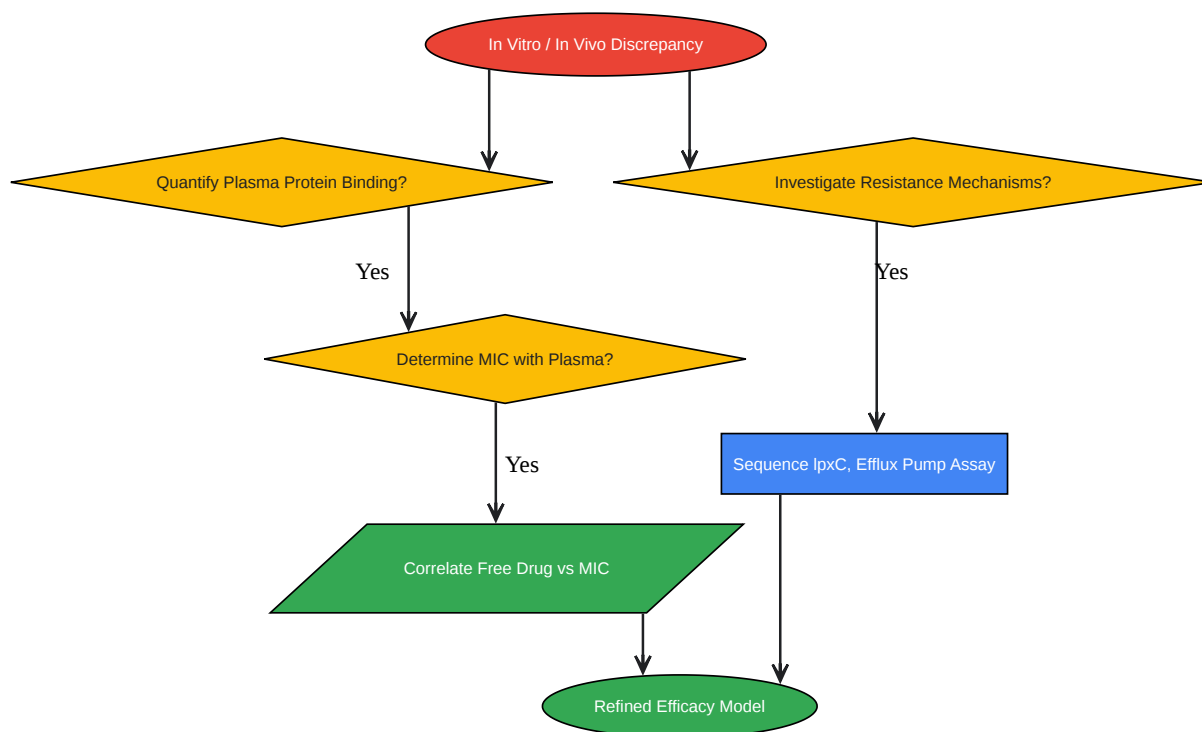 In Vitro / In Vivo Discrepancy
Quantify Plasma Protein Binding?
Investigate Resistance Mechanisms?
Yes
Yes
Determine MIC with Plasma?
Yes
Sequence lpxC, Efflux Pump Assay
Correlate Free Drug vs MIC
Refined Efficacy Model